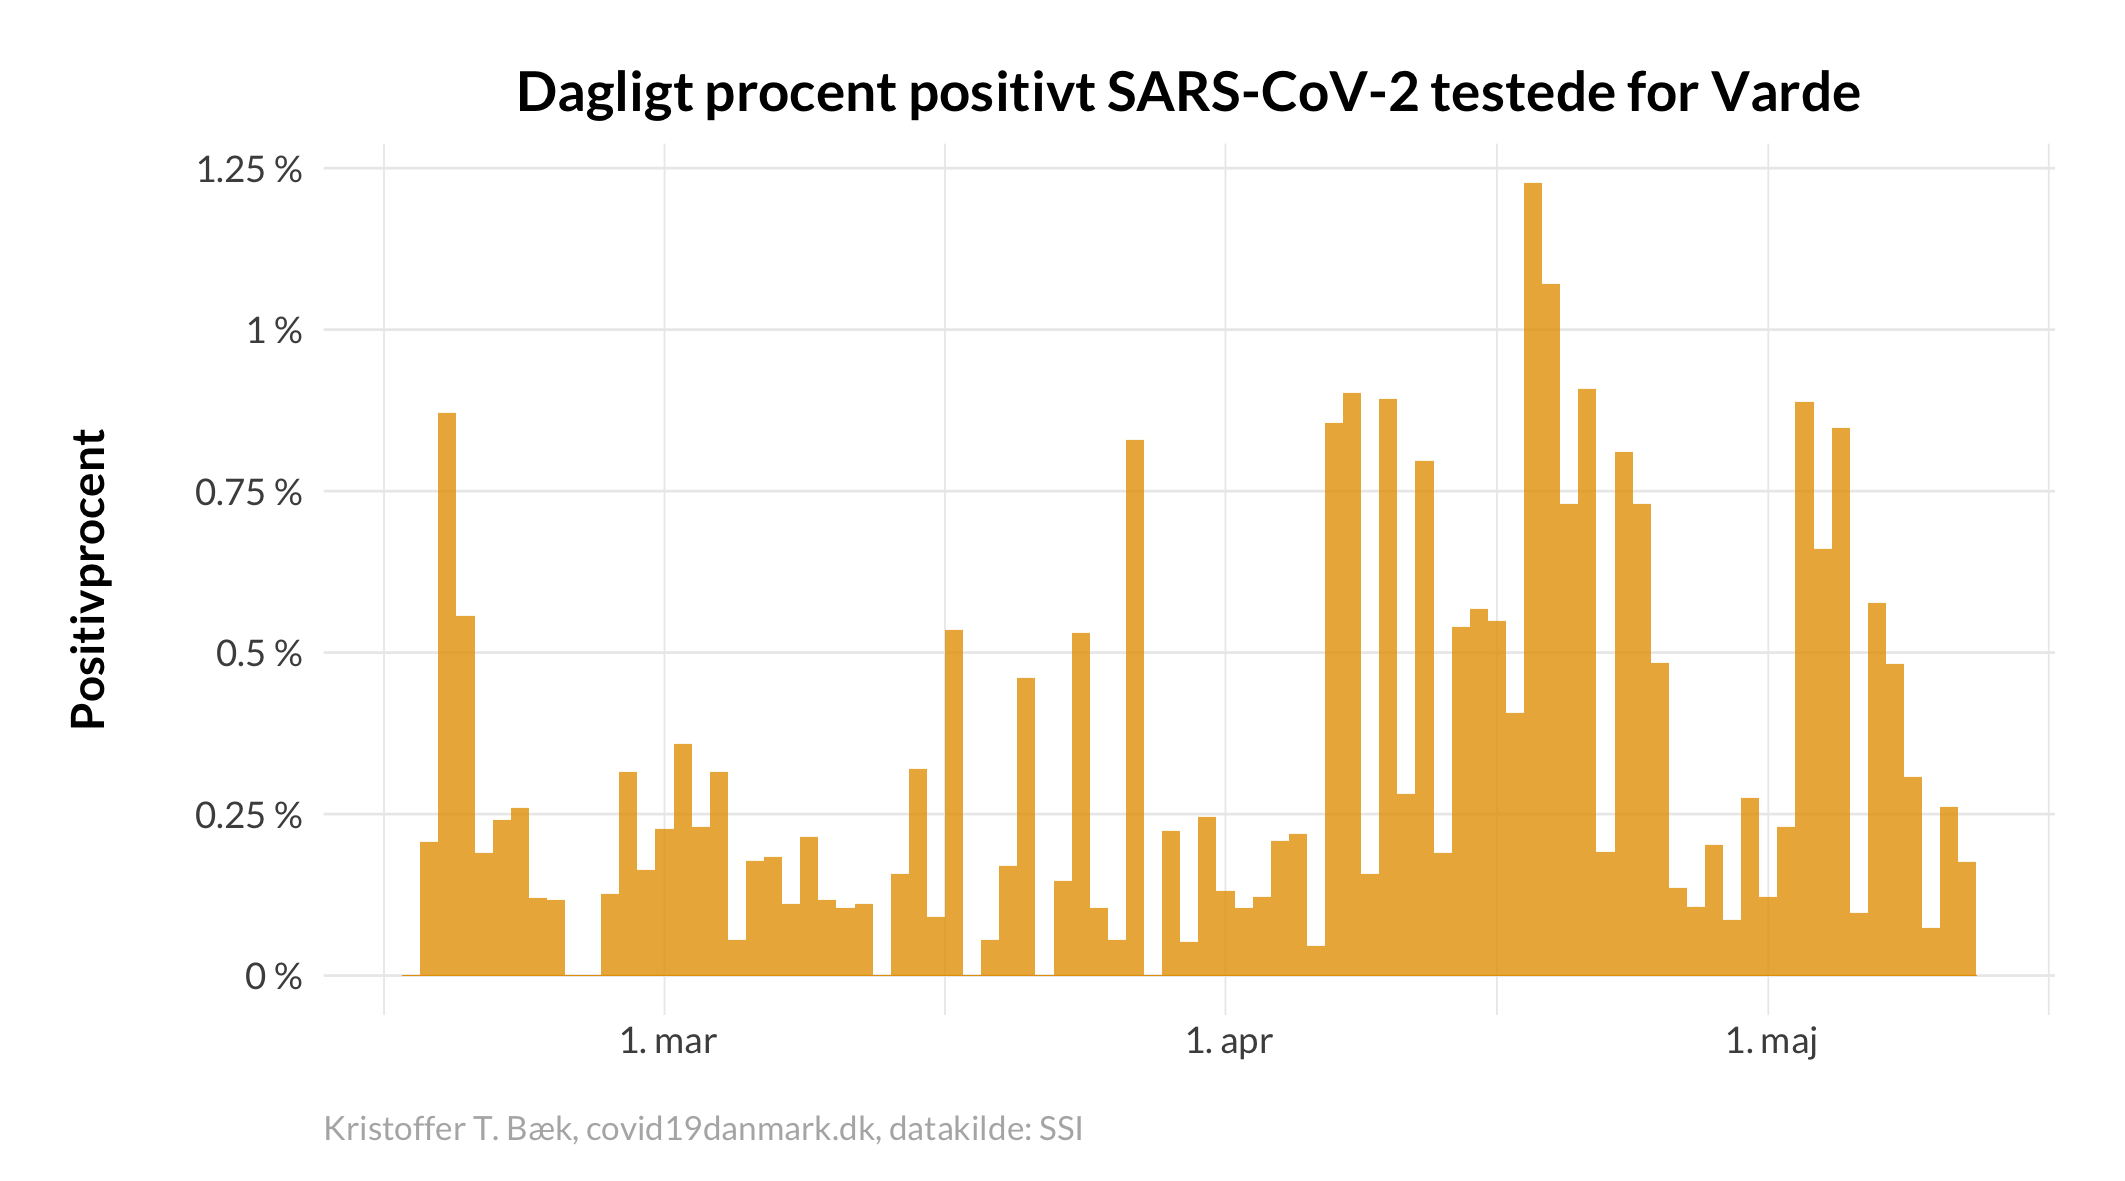 Dagligt procent positivt SARS-CoV-2 testede for Varde
Positivprocent
1.25 %
1 %
0.75 %
0.5 %
0.25 %
0 %
1. mar
1. apr
1. maj
Kristoffer T. Bæk, covid19danmark.dk, datakilde: SSI